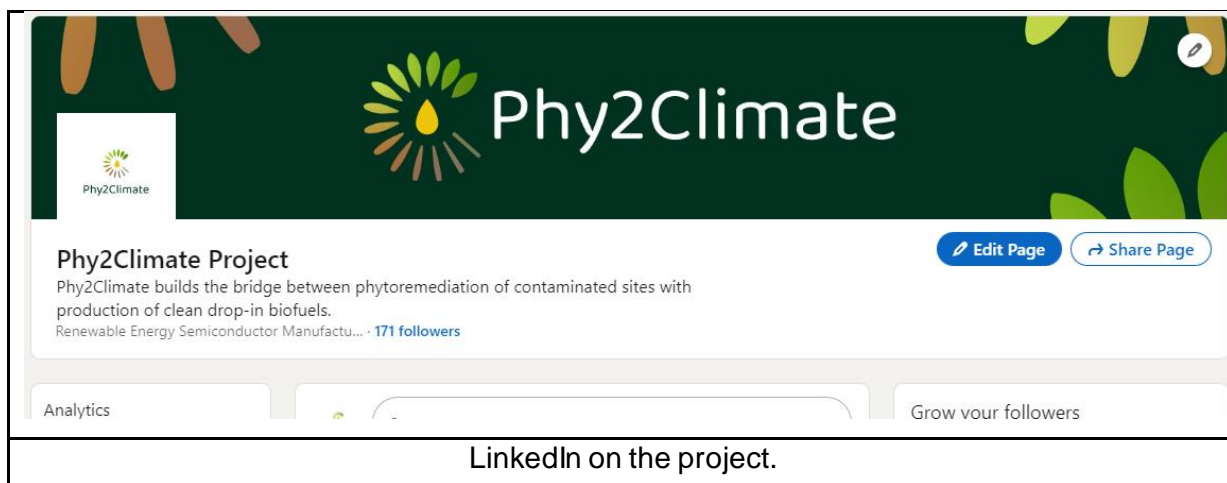 Phy2Climate
Phy2Climate
Phy2Climate Project
Edit Page
Share Page
Phy2Climate builds the bridge between phytoremediation of contaminated sites with
production of clean drop-in biofuels.
Renewable Energy Semiconductor Manufactu... · 171 followers
Analytics
Grow your followers
LinkedIn on the project.